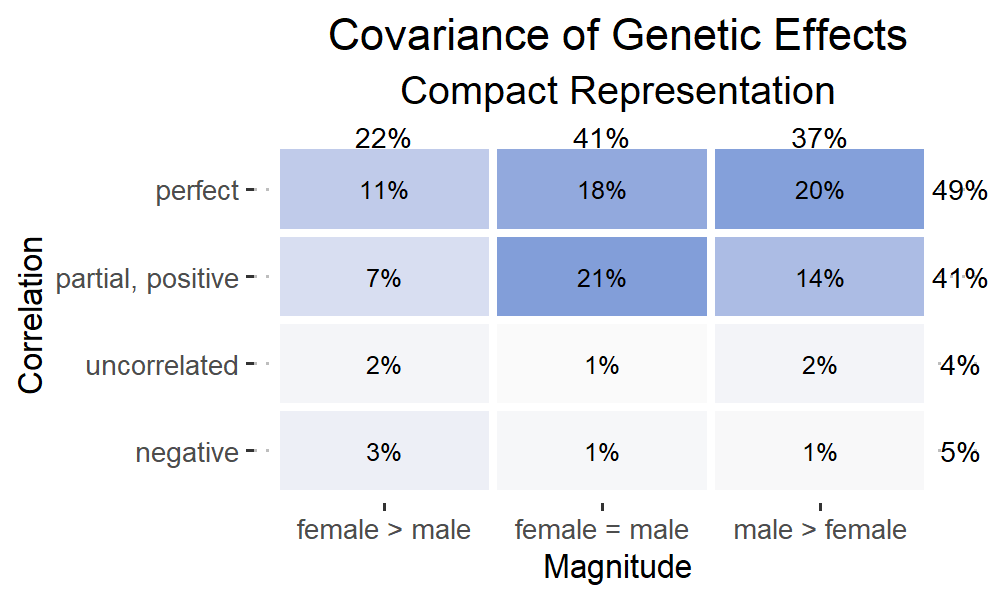 Covariance of Genetic Effects
Compact Representation
22% 41% 37%
perfect 11% 18% 20% 49%
partial, positive 7% 21% 14% 41%
uncorrelated 2% 1% 2% 4%
negative 3% 1% 1% 5%
female > male female = male male > female
Magnitude
Correlation